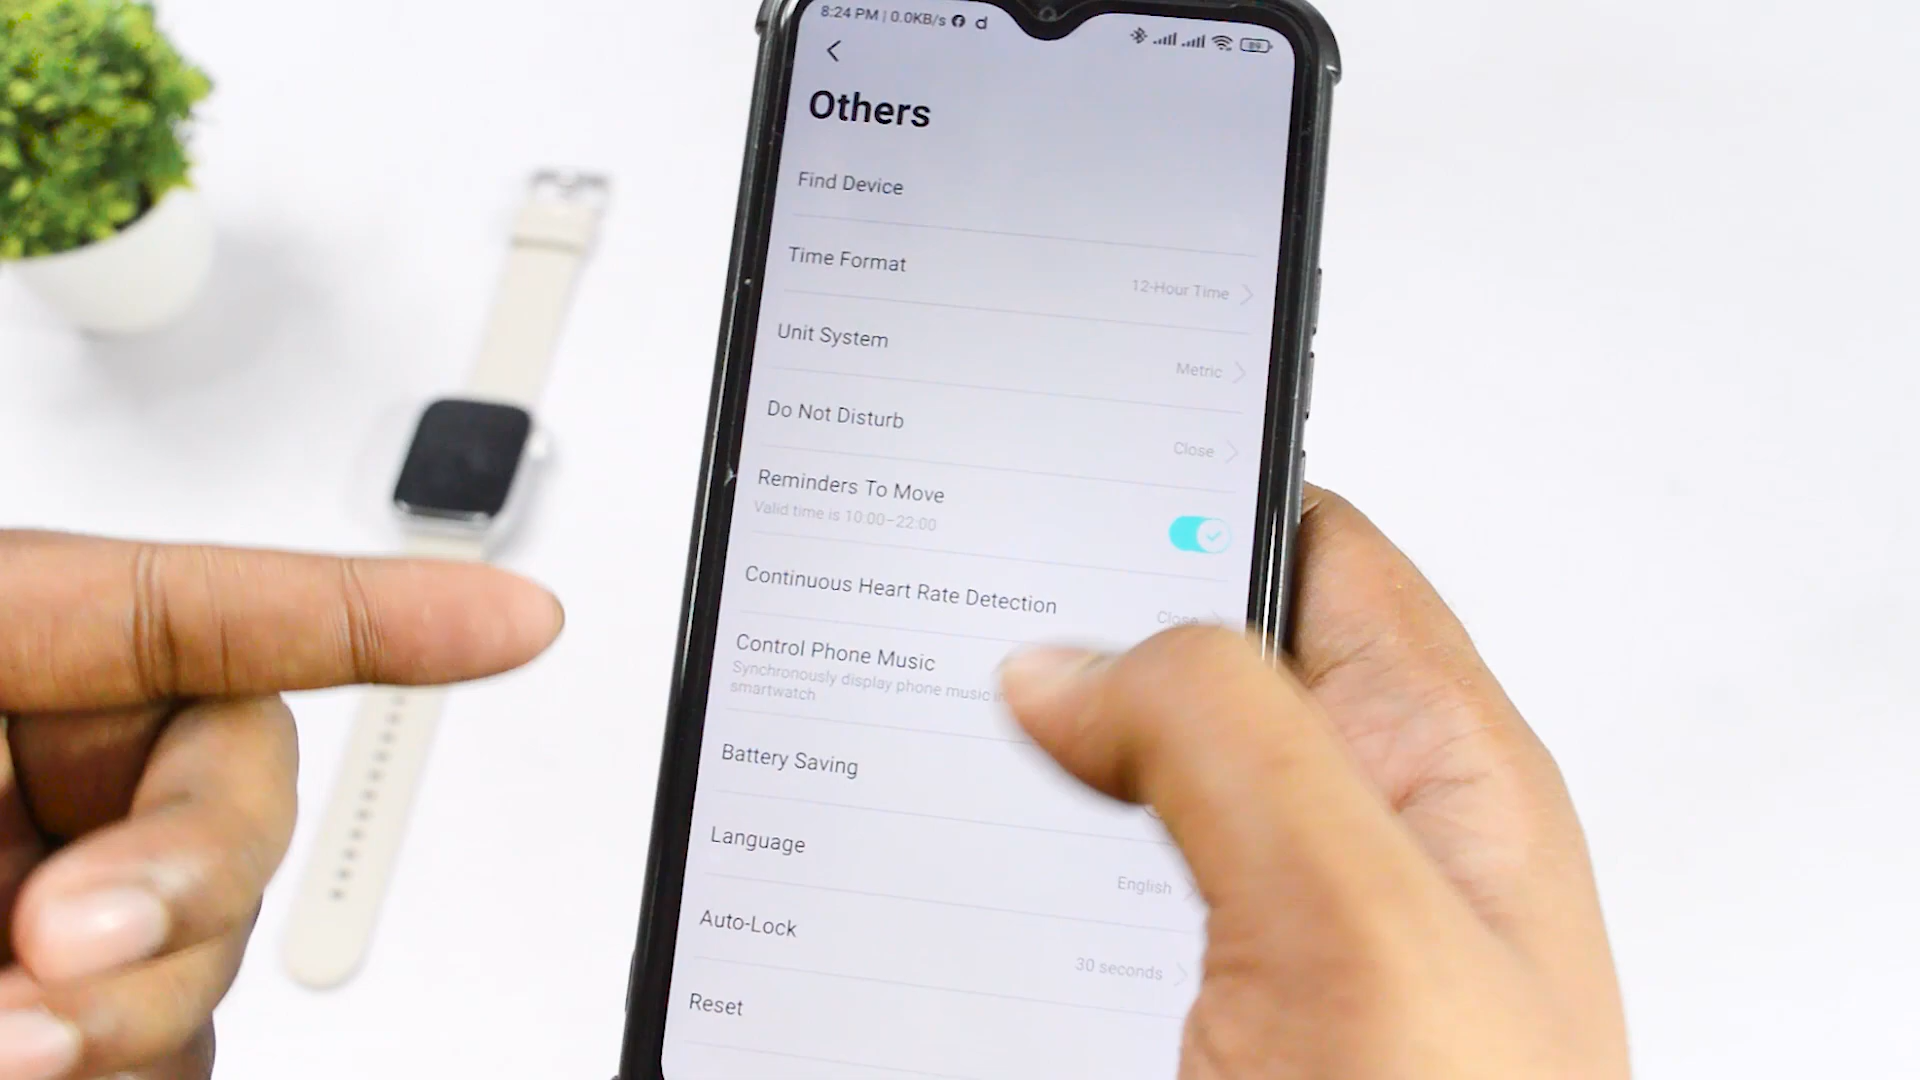 8:24 PM | 0.0KB/s
89
Others
Find Device
Time Format
12-Hour Time
Unit System
Metric
Do Not Disturb
Close
Reminders To Move
Valid time is 10:00-22:00
Continuous Heart Rate Detection
Close
Control Phone Music
Synchronously display phone music
smartwatch
Battery Saving
Language
English
Auto-Lock
30 seconds
Reset